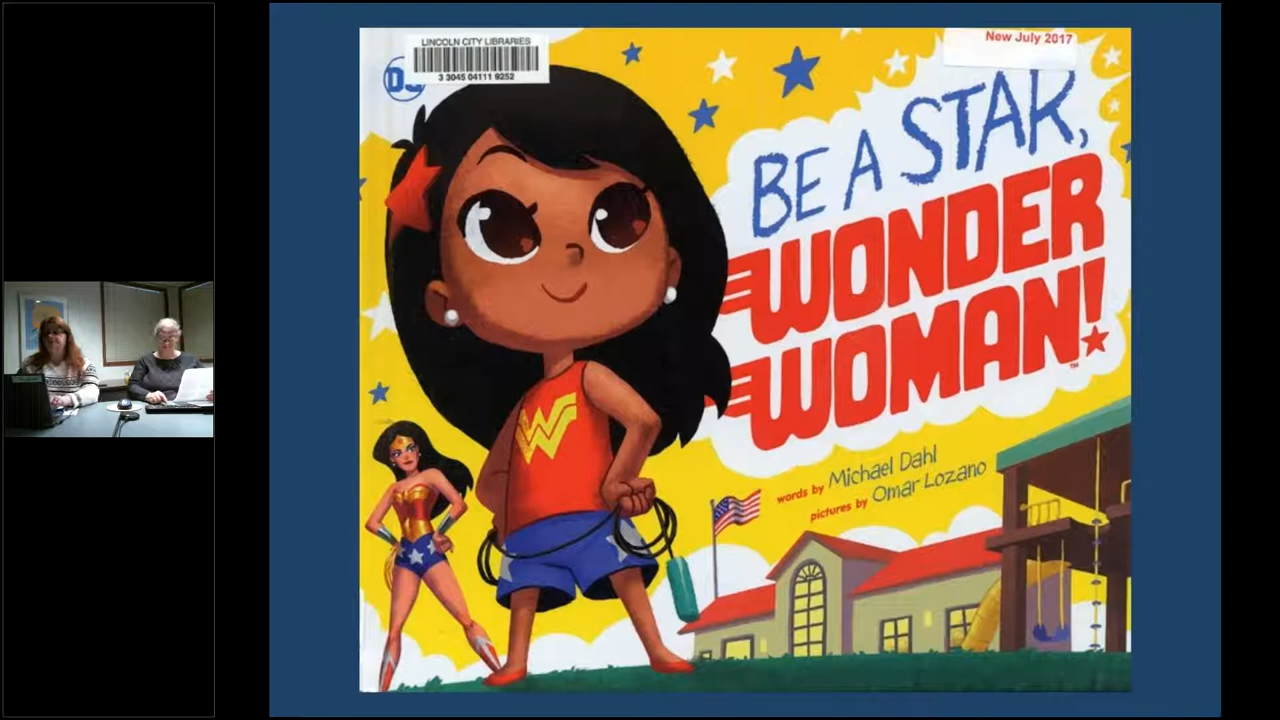 LINCOLN CITY LIBRARIES
3 3045 04111 9252
New July 2017
BE A STAR,
WONDER
WOMAN!
TM
words by Michael Dahl
pictures by Omar Lozano
W